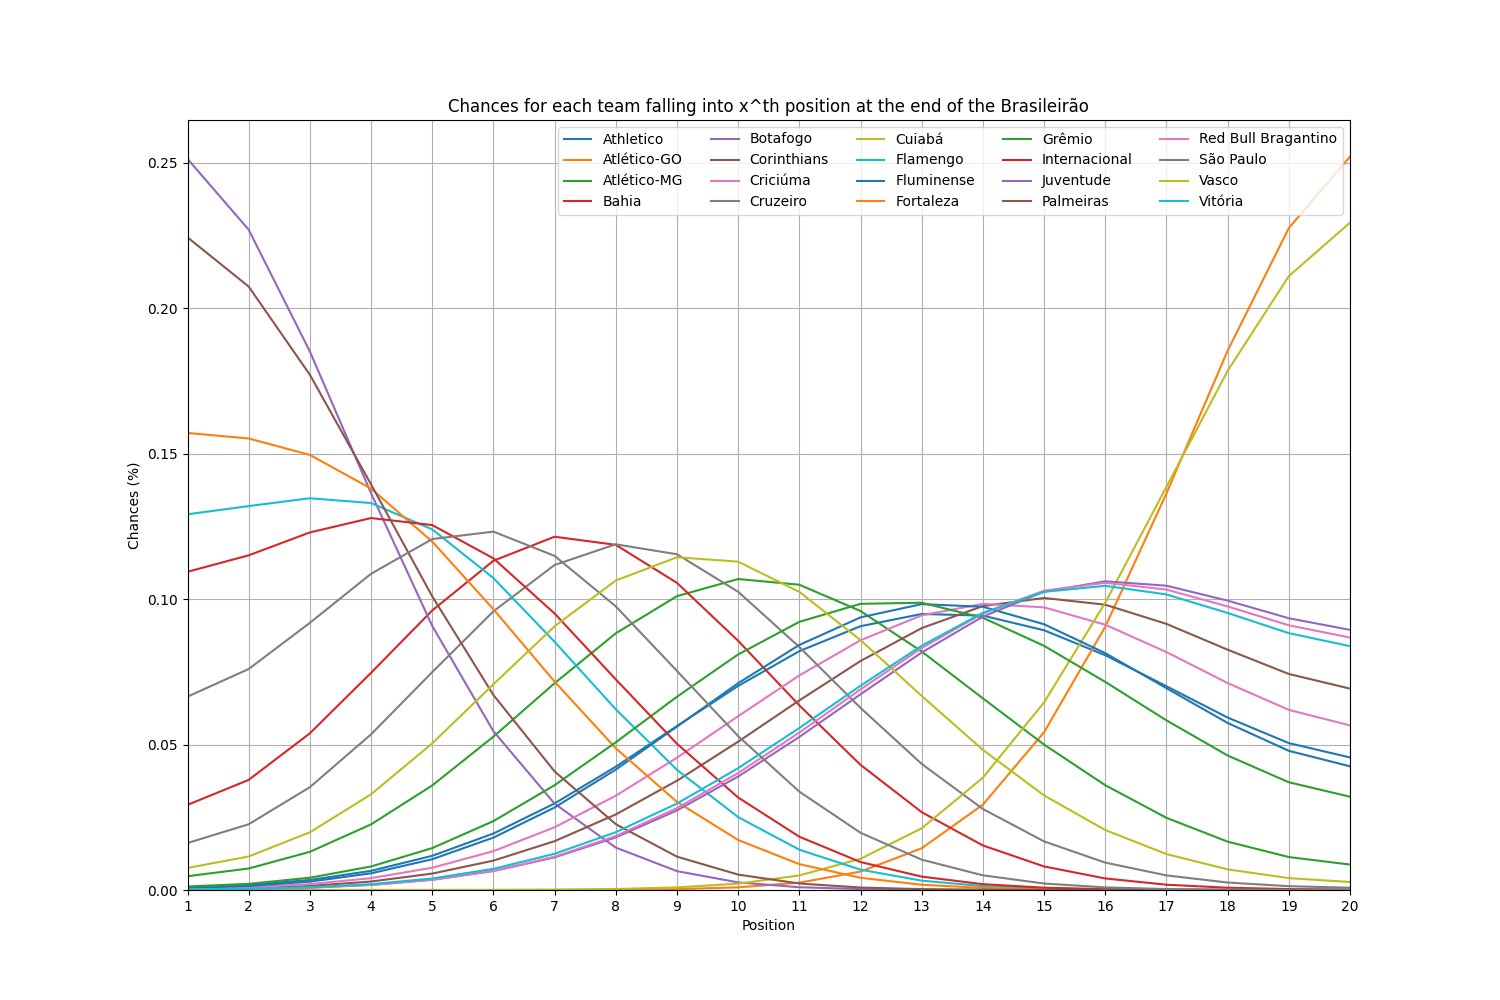 Chances for each team falling into x^th position at the end of the Brasileirão
Athletico
Atlético-GO
Atlético-MG
Bahia
Botafogo
Corinthians
Criciúma
Cruzeiro
Cuiabá
Flamengo
Fluminense
Fortaleza
Grêmio
Internacional
Juventude
Palmeiras
Red Bull Bragantino
São Paulo
Vasco
Vitória
Chances (%)
0.25
0.20
0.15
0.10
0.05
0.00
1 2 3 4 5 6 7 8 9 10 11 12 13 14 15 16 17 18 19 20
Position